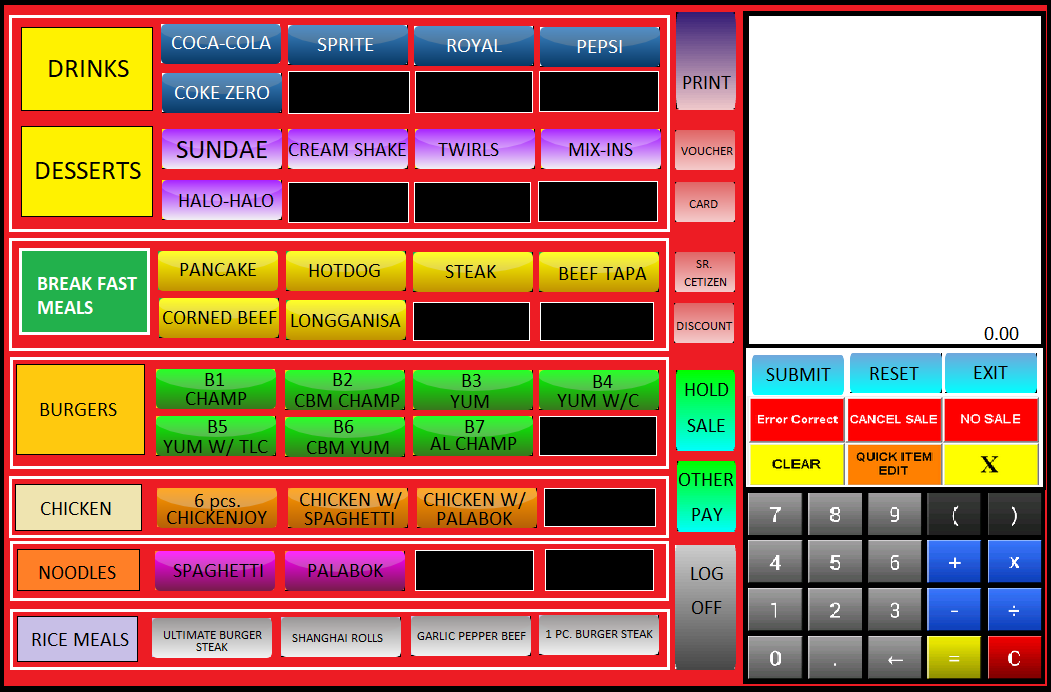 DRINKS
COCA-COLA
SPRITE
ROYAL
PEPSI
COKE ZERO
DESSERTS
SUNDAE
CREAM SHAKE
TWIRLS
MIX-INS
HALO-HALO
BREAK FAST
MEALS
PANCAKE
HOTDOG
STEAK
BEEF TAPA
CORNED BEEF
LONGGANISA
BURGERS
B1
CHAMP
B2
CBM CHAMP
B3
YUM
B4
YUM W/C
B5
YUM W/ TLC
B6
CBM YUM
B7
AL CHAMP
CHICKEN
6 pcs.
CHICKENJOY
CHICKEN W/
SPAGHETTI
CHICKEN W/
PALABOK
NOODLES
SPAGHETTI
PALABOK
RICE MEALS
ULTIMATE BURGER
STEAK
SHANGHAI ROLLS
GARLIC PEPPER BEEF
1 PC. BURGER STEAK
PRINT
VOUCHER
CARD
SR.
CETIZEN
DISCOUNT
HOLD
SALE
OTHER
PAY
LOG
OFF
0.00
SUBMIT
RESET
EXIT
Error Correct
CANCEL SALE
NO SALE
CLEAR
QUICK ITEM
EDIT
X
7 8 9 ( )
4 5 6 + x
1 2 3 - ÷
0 . ← = C